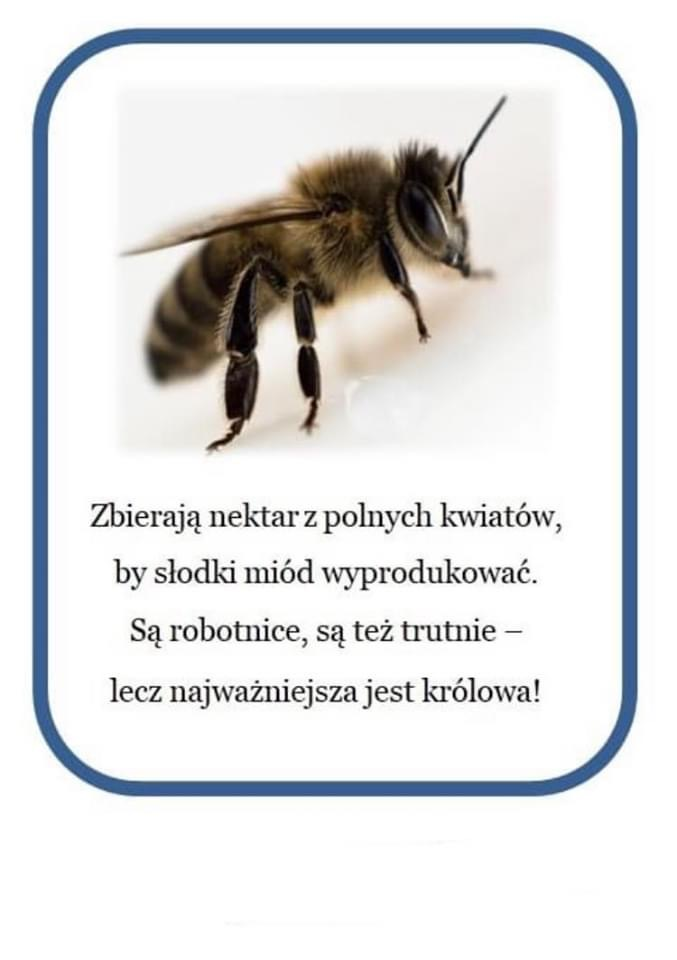 Zbierają nektar z polnych kwiatów,
by słodki miód wyprodukować.
Są robotnice, są też trutnie –
lecz najważniejsza jest królowa!